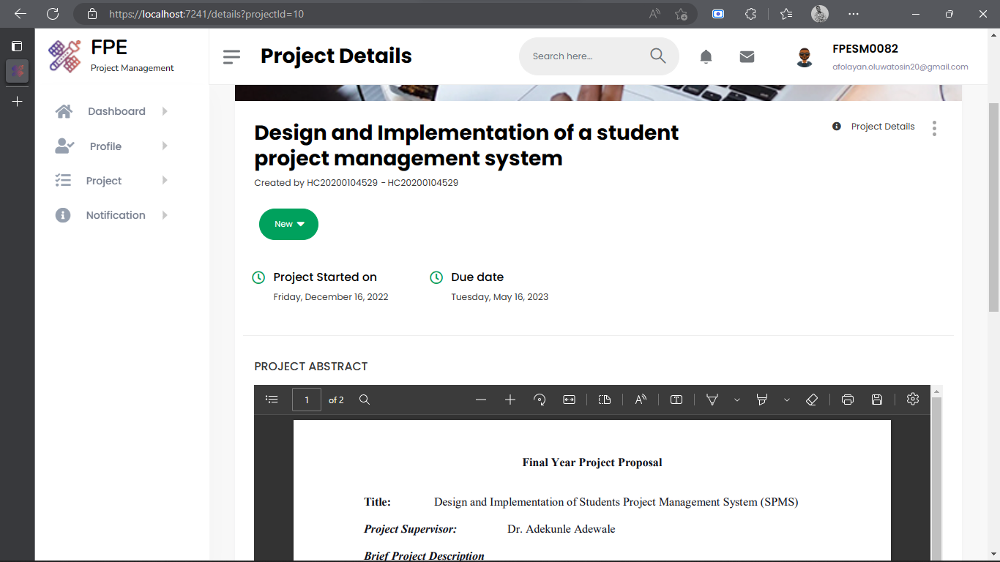 https://localhost:7241/details?projectId=10
FPE
Project Management
Project Details
Search here...
FPESM0082
afolayan.oluwatosin20@gmail.com
Dashboard
Profile
Project
Notification
Design and Implementation of a student
project management system
Project Details
Created by HC20200104529 - HC20200104529
New
Project Started on
Due date
Friday, December 16, 2022
Tuesday, May 16, 2023
PROJECT ABSTRACT
1 of 2
Final Year Project Proposal
Title: Design and Implementation of Students Project Management System (SPMS)
Project Supervisor: Dr. Adekunle Adewale
Brief Project Description